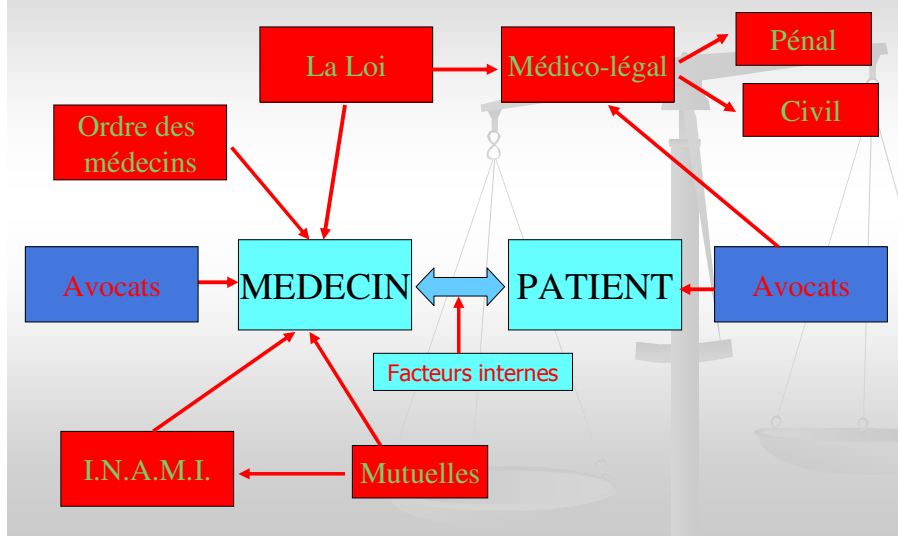 Pénal
La Loi
Médico-légal
Civil
Ordre des
médecins
Avocats
MEDECIN
PATIENT
Avocats
Facteurs internes
I.N.A.M.I.
Mutuelles